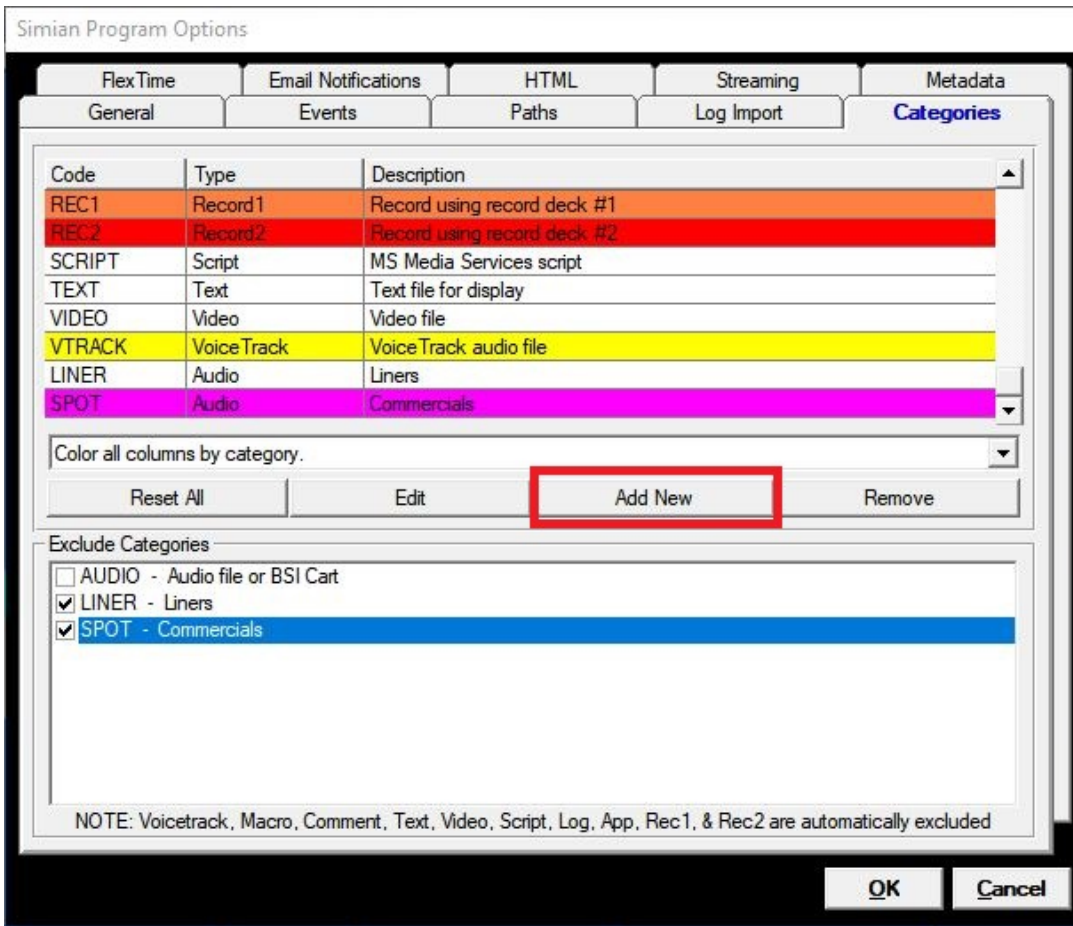 Simian Program Options
FlexTime Email Notifications HTML Streaming Metadata
General Events Paths Log Import Categories
Code Type Description
REC1 Record1 Record using record deck #1
REC2 Record2 Record using record deck #2
SCRIPT Script MS Media Services script
TEXT Text Text file for display
VIDEO Video Video file
VTRACK VoiceTrack VoiceTrack audio file
LINER Audio Liners
SPOT Audio Commercials
Color all columns by category.
Reset All Edit Add New Remove
Exclude Categories
AUDIO - Audio file or BSI Cart
LINER - Liners
SPOT - Commercials
NOTE: Voicetrack, Macro, Comment, Text, Video, Script, Log, App, Rec1, & Rec2 are automatically excluded
OK Cancel